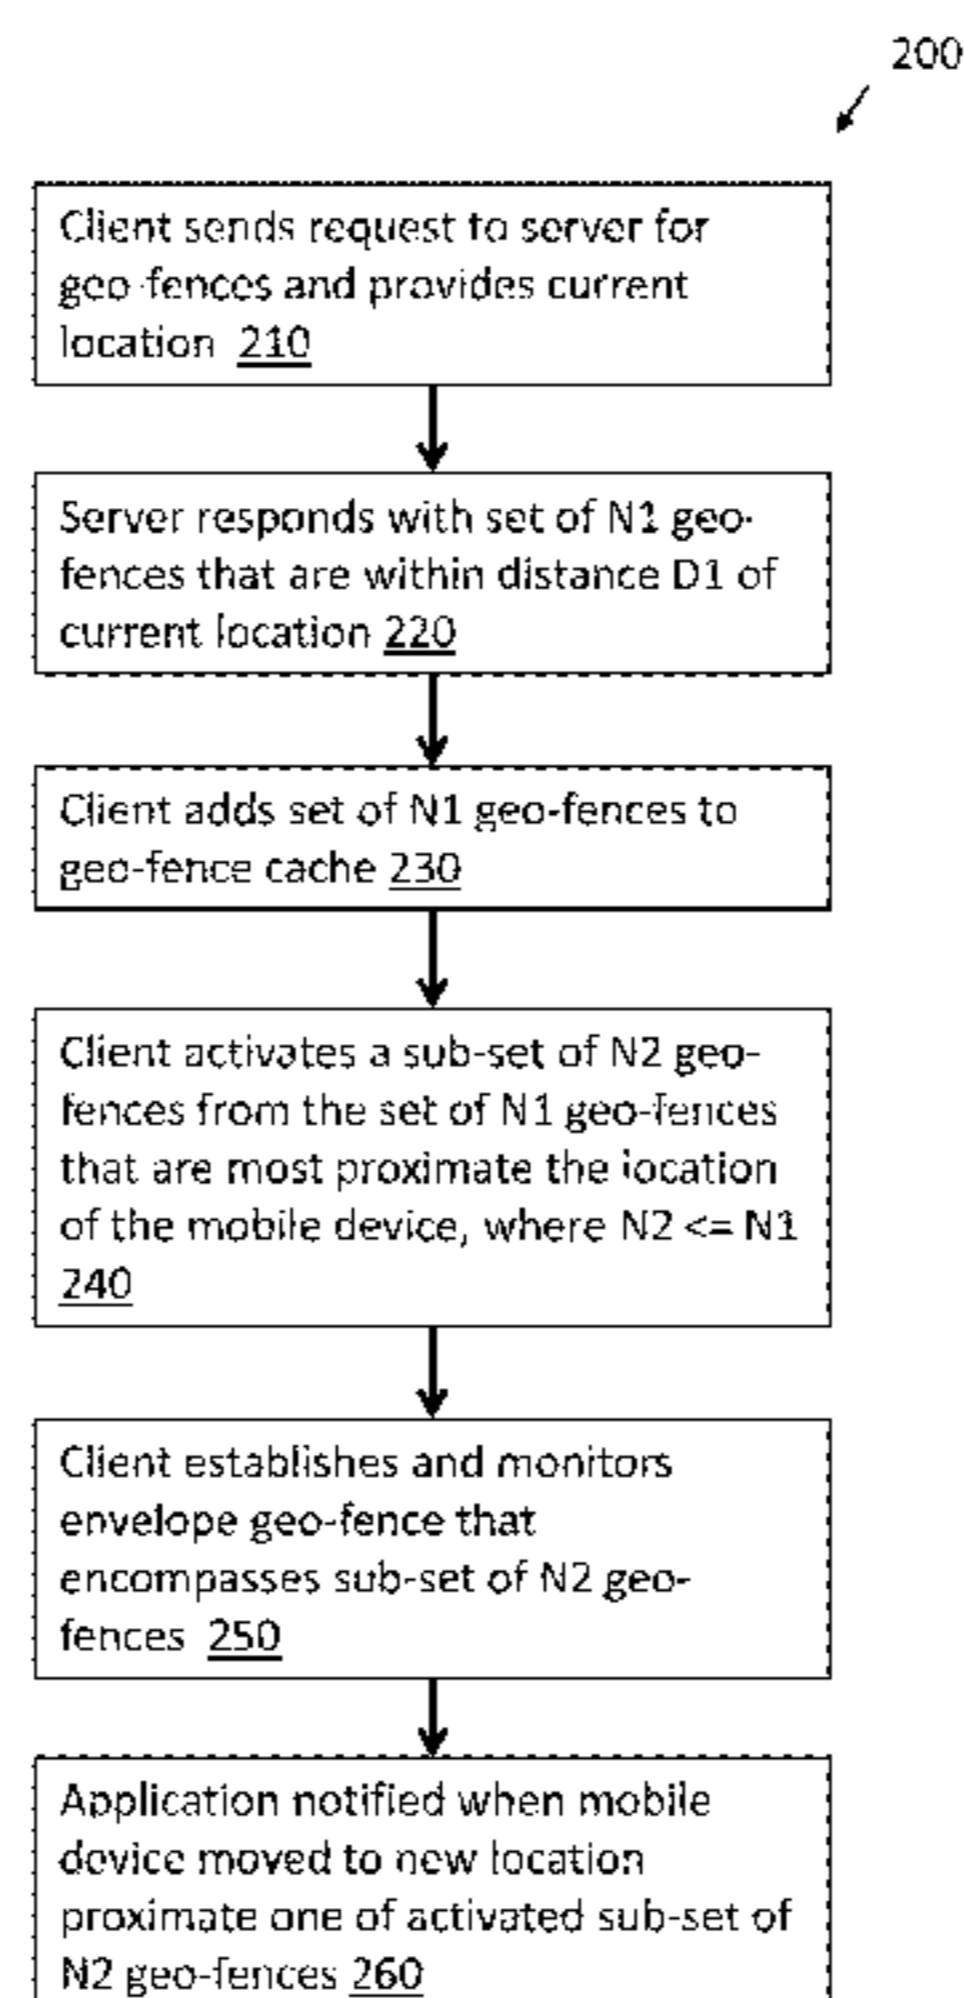 200
Client sends request to server for
geo-fences and provides current
location 210
Server responds with set of N1 geo-
fences that are within distance D1 of
current location 220
Client adds set of N1 geo-fences to
geo-fence cache 230
Client activates a sub-set of N2 geo-
fences from the set of N1 geo-fences
that are most proximate the location
of the mobile device, where N2 <= N1
240
Client establishes and monitors
envelope geo-fence that
encompasses sub-set of N2 geo-
fences 250
Application notified when mobile
device moved to new location
proximate one of activated sub-set of
N2 geo-fences 260